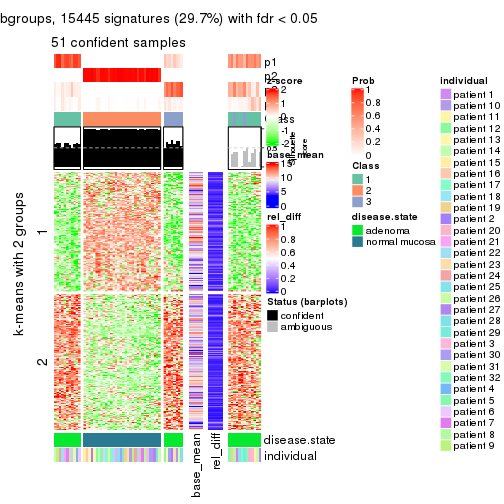 bgroups, 15445 signatures (29.7%) with fdr < 0.05
51 confident samples
p1
p2
z-score
2
1
0
-1
-2
base_mean
15
10
5
0
rel_diff
1
0.8
0.6
0.4
0.2
0
Status (barplots)
confident
ambiguous
Prob
1
0.8
0.6
0.4
0.2
0
Class
1
2
3
disease.state
adenoma
normal mucosa
individual
patient 1
patient 10
patient 11
patient 12
patient 13
patient 14
patient 15
patient 16
patient 17
patient 18
patient 19
patient 2
patient 20
patient 21
patient 22
patient 23
patient 24
patient 25
patient 26
patient 27
patient 28
patient 29
patient 3
patient 30
patient 31
patient 32
patient 4
patient 5
patient 6
patient 7
patient 8
patient 9
k-means with 2 groups
1
2
disease.state
individual
base_mean
rel_diff